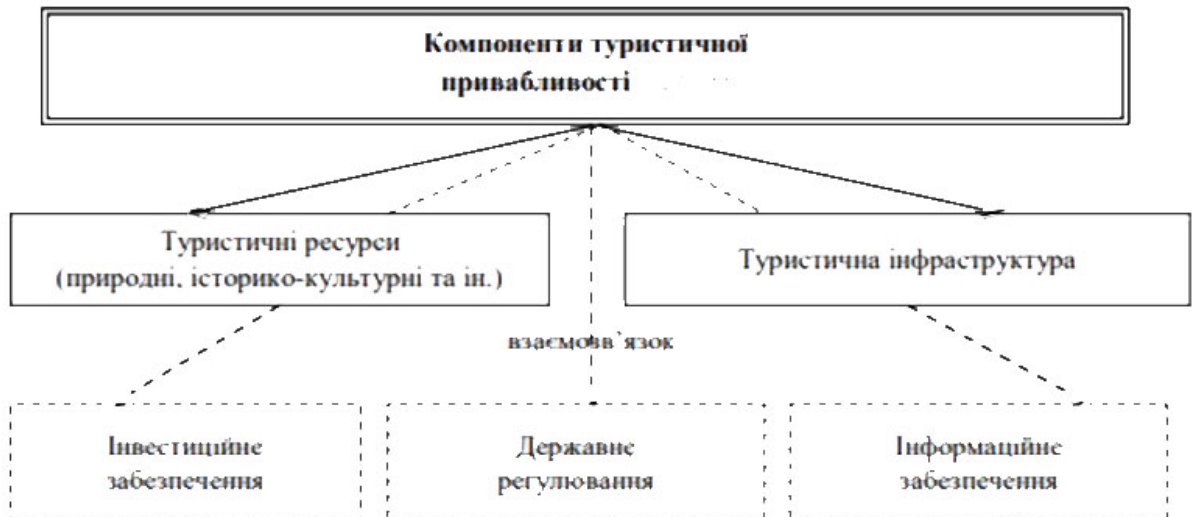 Компоненти туристичної
привабливості
Туристичні ресурси
(природні, історико-культурні та ін.)
Туристична інфраструктура
взаємозв`язок
Інвестиційне
забезпечення
Державне
регулювання
Інформаційне
забезпечення